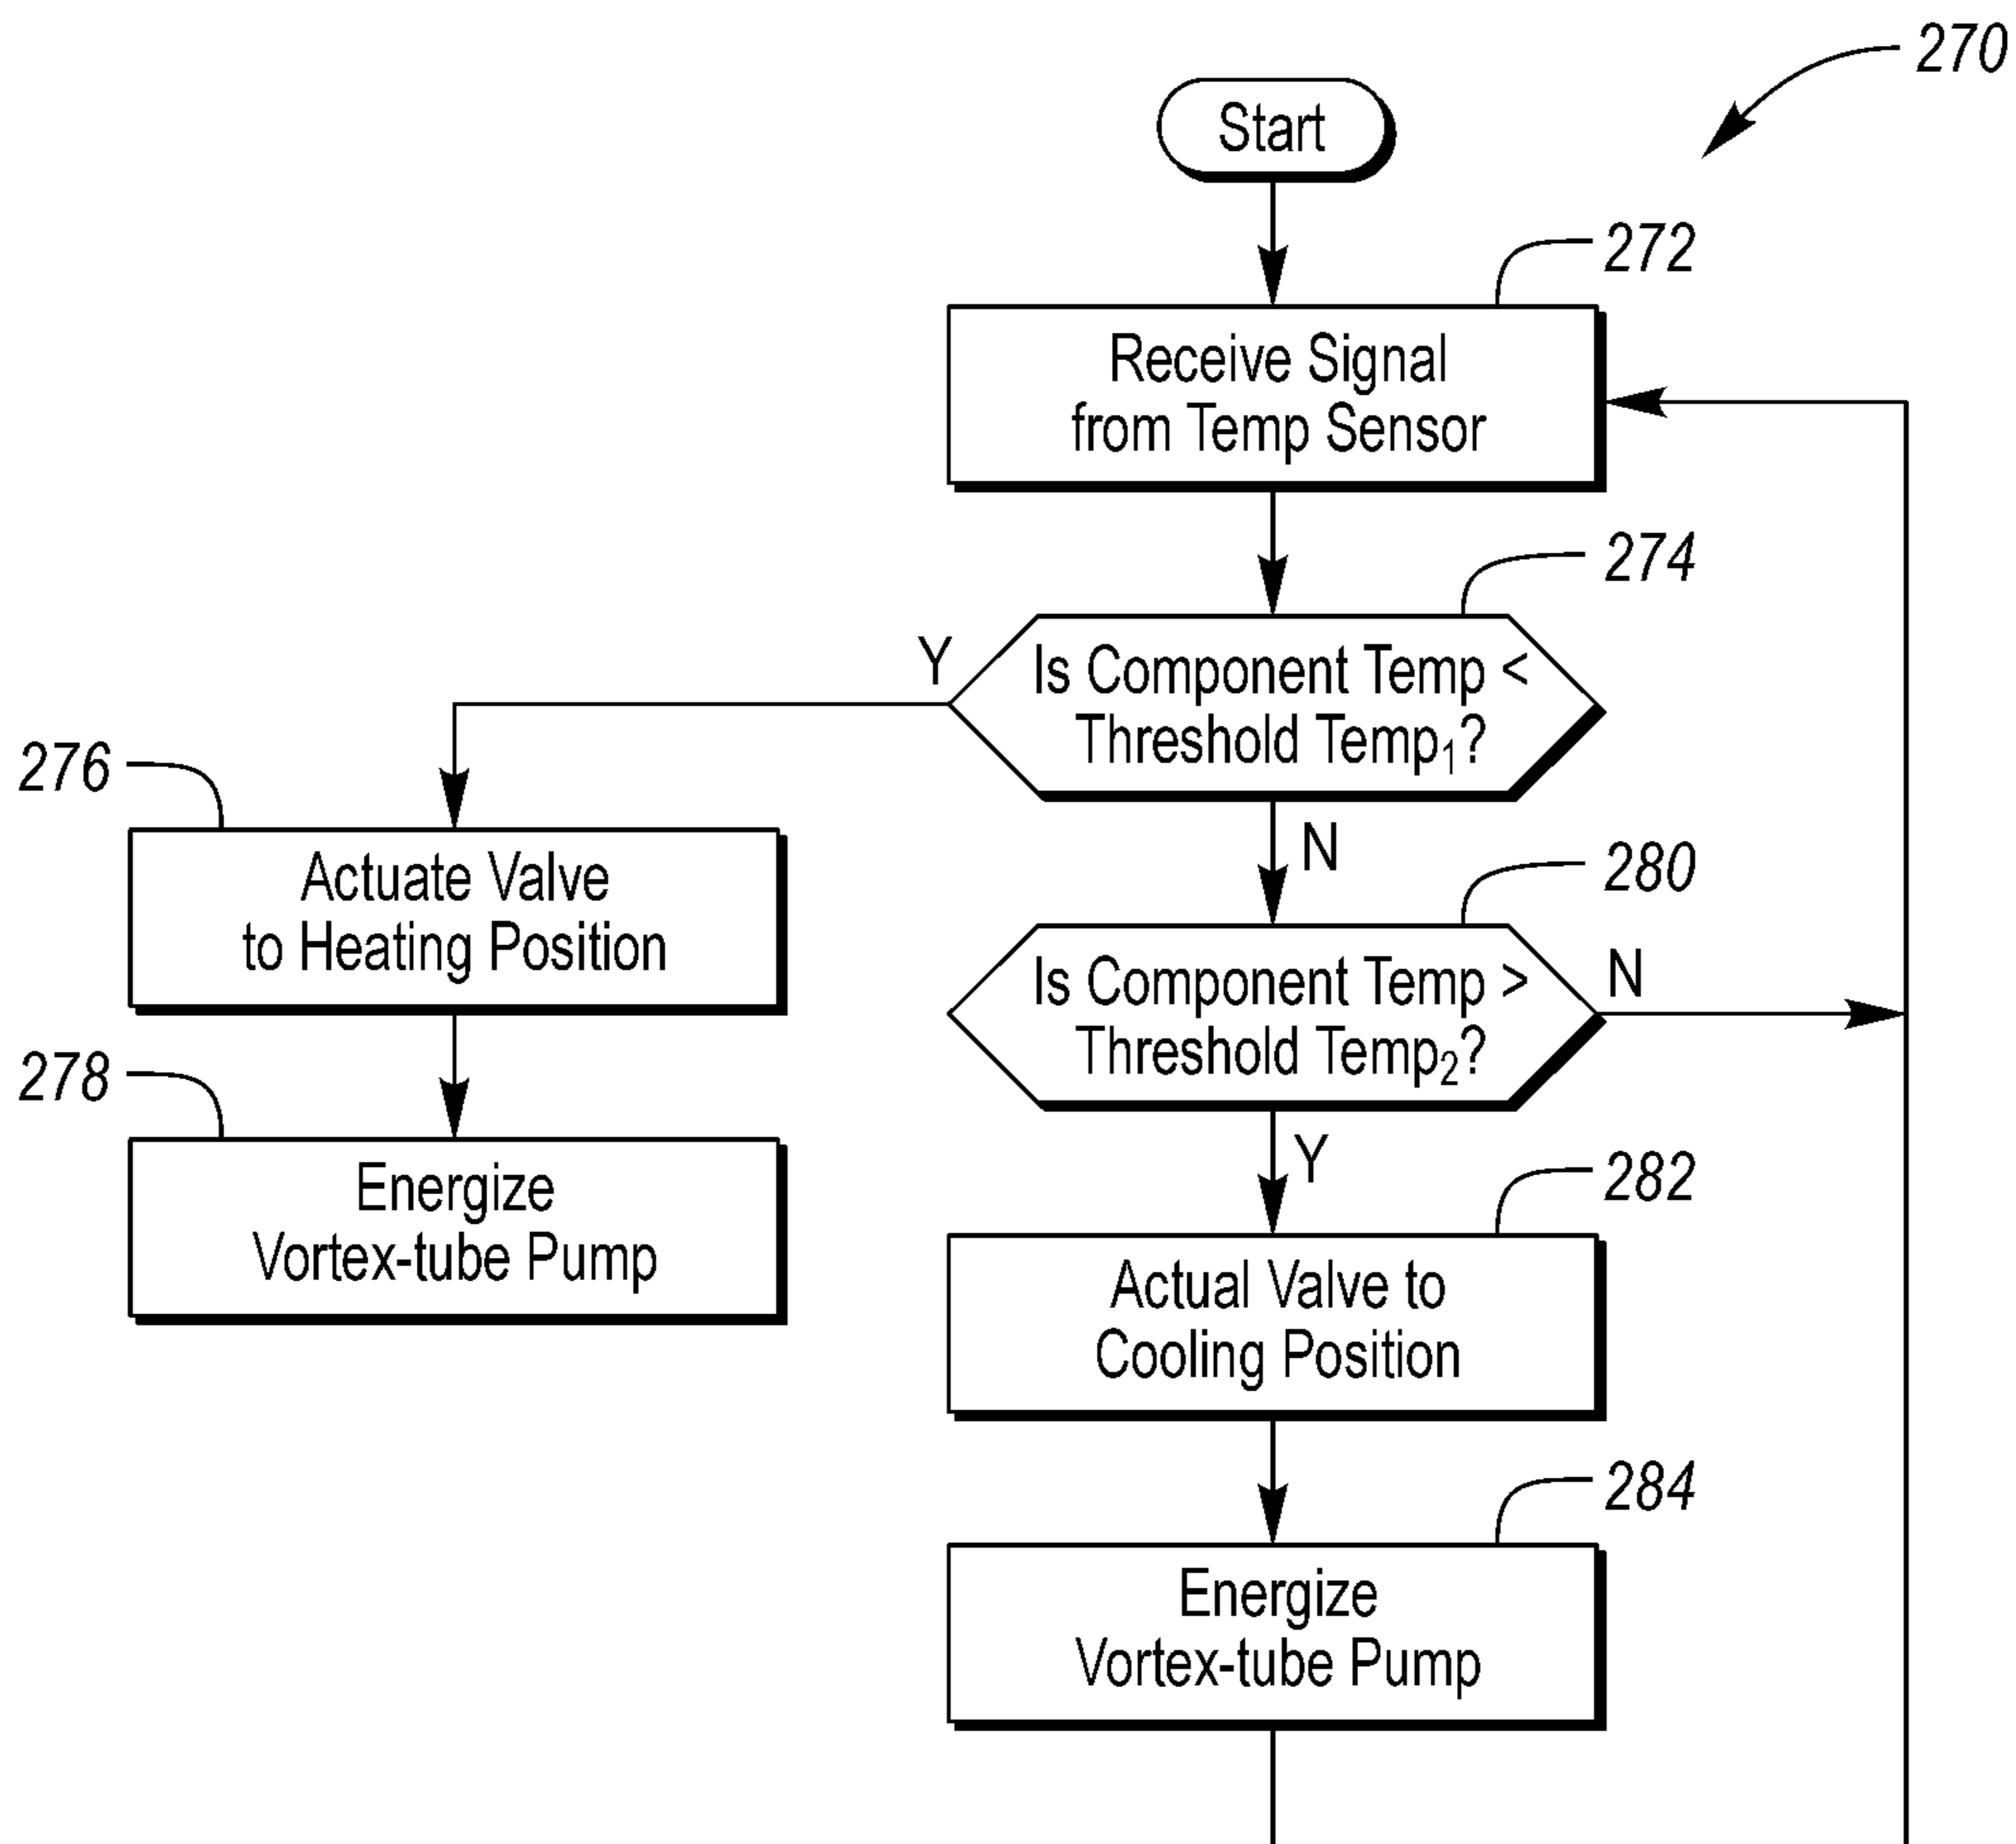 270
Start
272
Receive Signal
from Temp Sensor
274
Y
Is Component Temp <
Threshold Temp₁?
276
Actuate Valve
to Heating Position
N
280
Is Component Temp >
Threshold Temp₂?
N
278
Energize
Vortex-tube Pump
Y
282
Actual Valve to
Cooling Position
284
Energize
Vortex-tube Pump